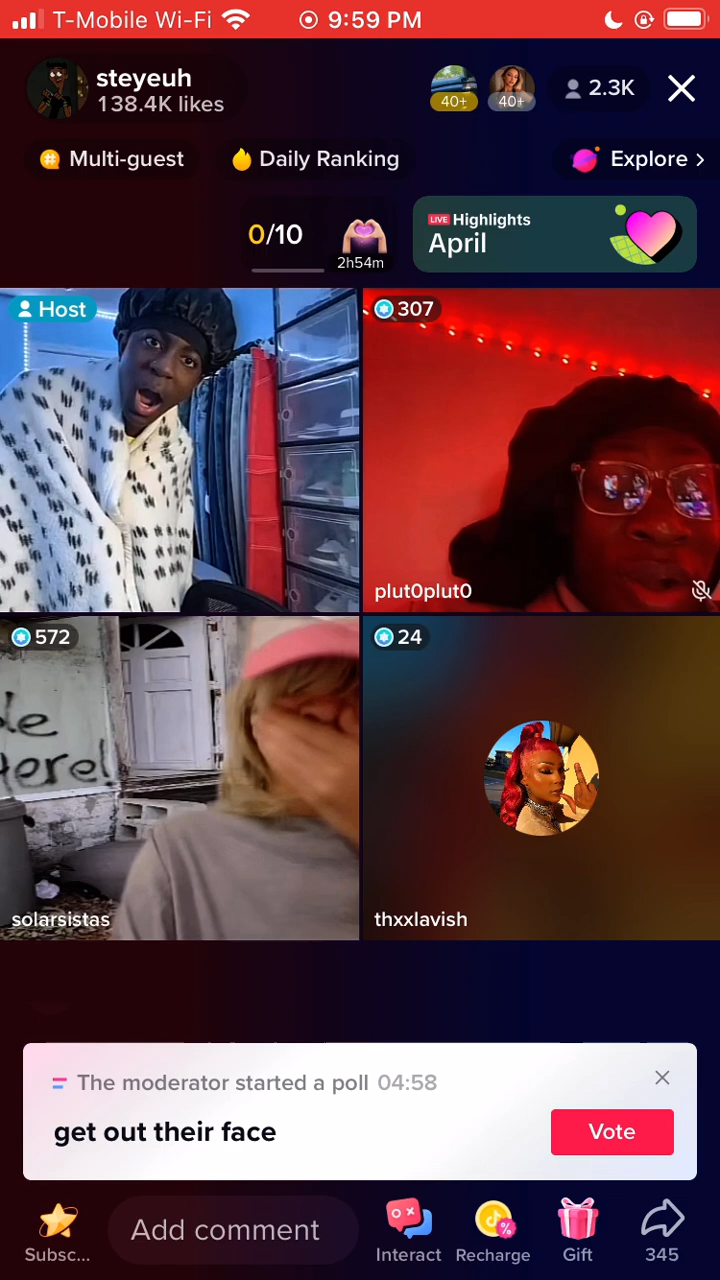 T-Mobile Wi-Fi 9:59 PM
steyeuh
138.4K likes
40+
40+
2.3K
Multi-guest
Daily Ranking
Explore >
0/10
2h54m
LIVE Highlights
April
Host
307
plut0plut0
572
ere!
solarsistas
24
thxxlavish
The moderator started a poll 04:58
get out their face
Vote
Subsc...
Add comment
Interact
Recharge
Gift
345